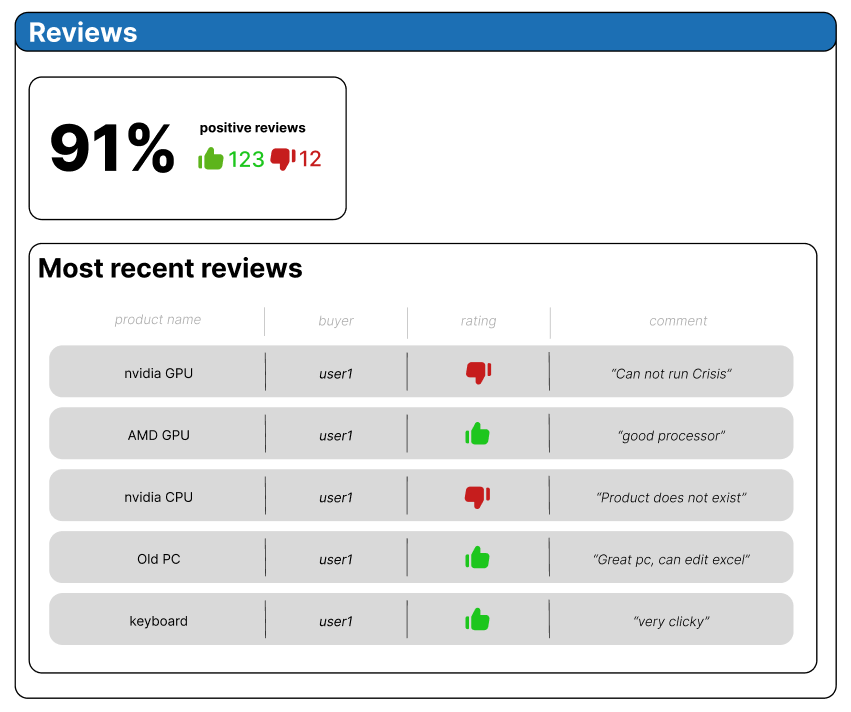 Reviews
91%
positive reviews
123 12
Most recent reviews
product name buyer rating comment
nvidia GPU user1 "Can not run Crisis"
AMD GPU user1 "good processor"
nvidia CPU user1 "Product does not exist"
Old PC user1 "Great pc, can edit excel"
keyboard user1 "very clicky"